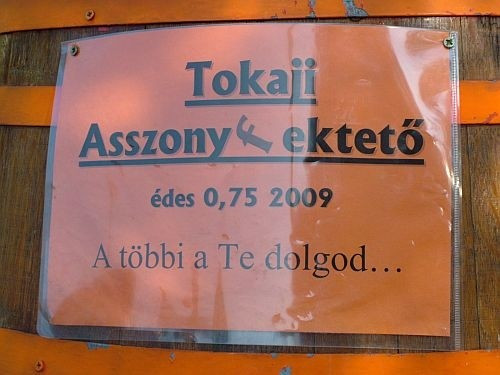 Tokaji
Asszonyfektető
édes 0,75 2009
A többi a Te dolgod...